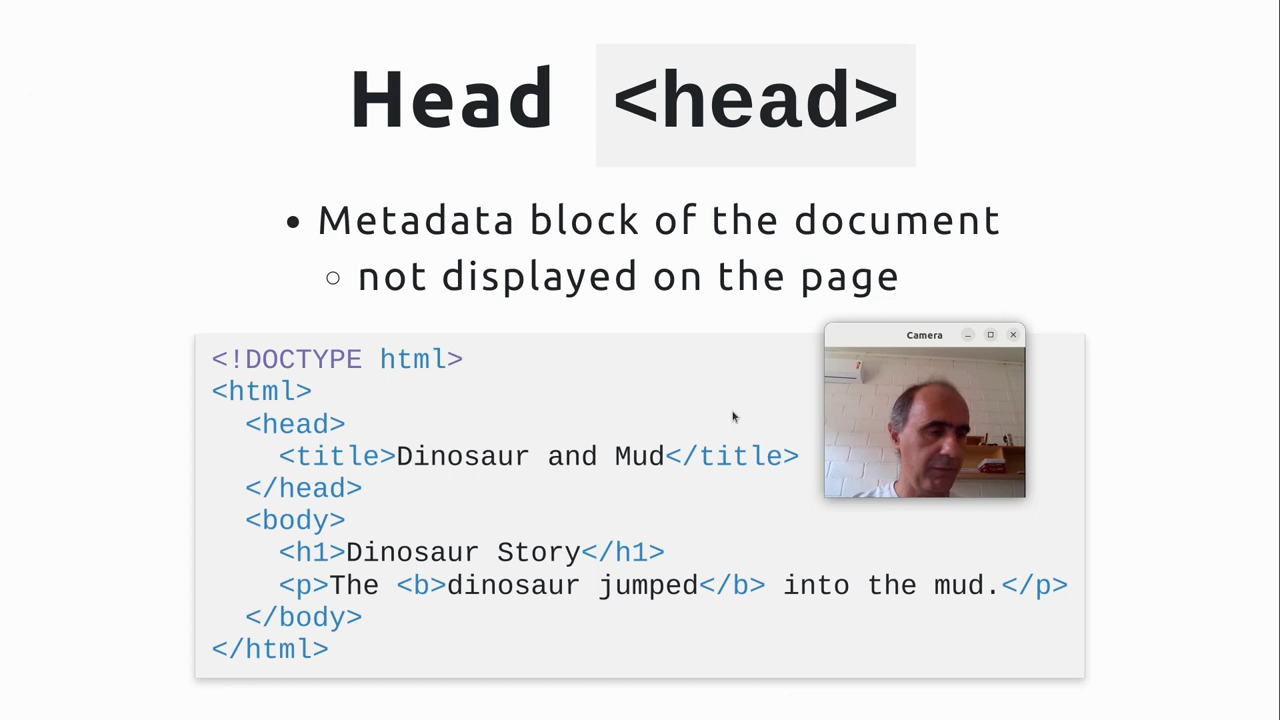 Head <head>
• Metadata block of the document
○ not displayed on the page
Camera
<!DOCTYPE html>
<html>
  <head>
    <title>Dinosaur and Mud</title>
  </head>
  <body>
    <h1>Dinosaur Story</h1>
    <p>The <b>dinosaur jumped</b> into the mud.</p>
  </body>
</html>